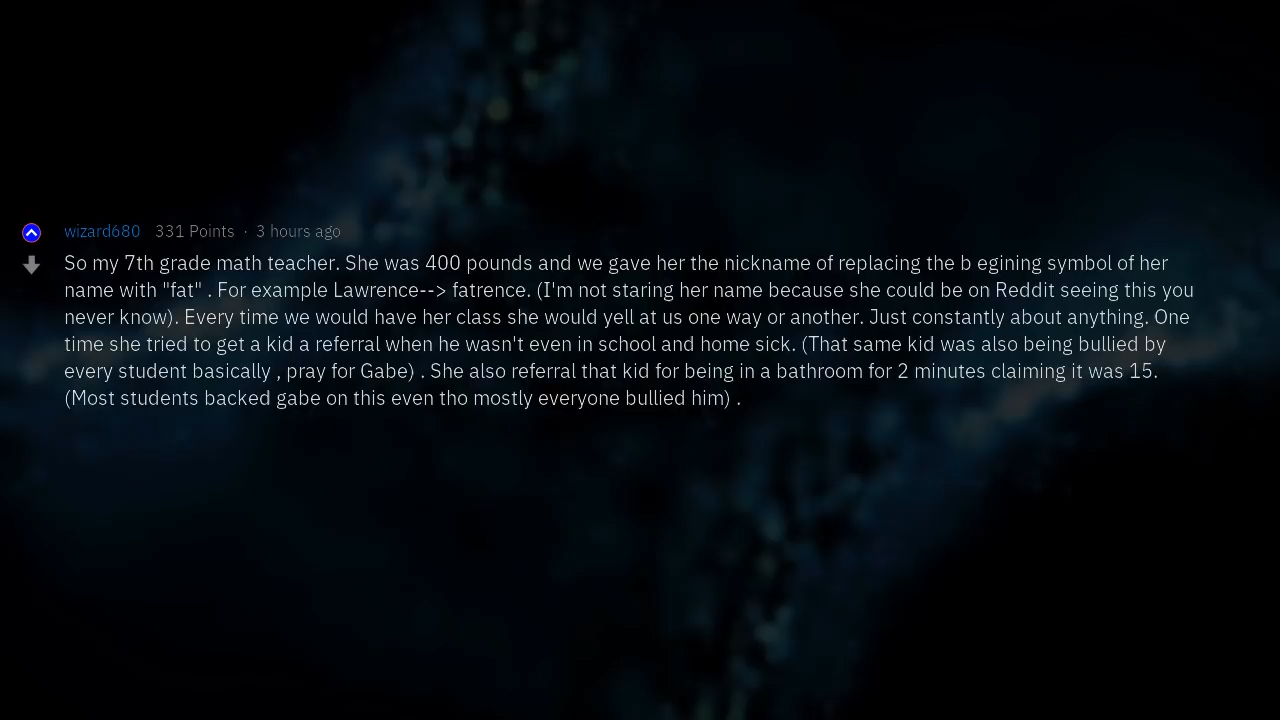 wizard680 331 Points · 3 hours ago
So my 7th grade math teacher. She was 400 pounds and we gave her the nickname of replacing the b egining symbol of her
name with "fat" . For example Lawrence--> fatrence. (I'm not staring her name because she could be on Reddit seeing this you
never know). Every time we would have her class she would yell at us one way or another. Just constantly about anything. One
time she tried to get a kid a referral when he wasn't even in school and home sick. (That same kid was also being bullied by
every student basically , pray for Gabe) . She also referral that kid for being in a bathroom for 2 minutes claiming it was 15.
(Most students backed gabe on this even tho mostly everyone bullied him) .